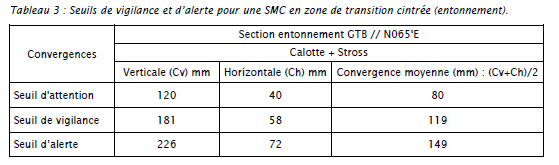 Tableau 3 : Seuils de vigilance et d'alerte pour une SMC en zone de transition cintrée (entonnement).
Convergences
Section entonnement GTB // N065°E
Calotte + Stross
Verticale (Cv) mm Horizontale (Ch) mm Convergence moyenne (mm) : (Cv+Ch)/2
Seuil d'attention 120 40 80
Seuil de vigilance 181 58 119
Seuil d'alerte 226 72 149